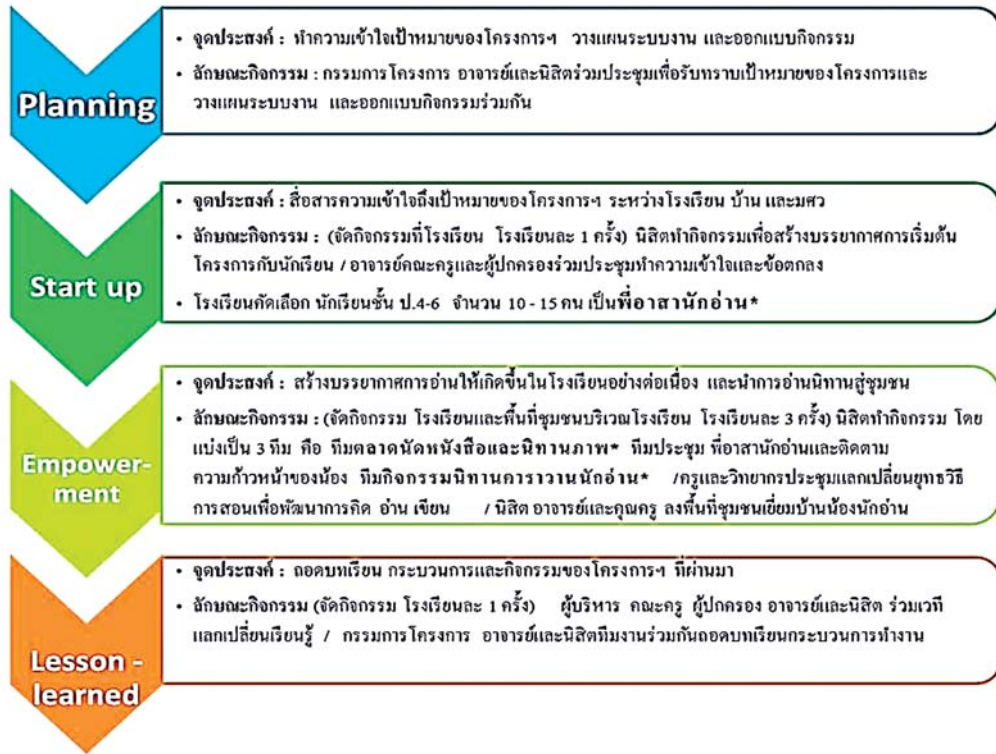 Planning
• จุดประสงค์ : ทำความเข้าใจเป้าหมายของโครงการฯ วางแผนระบบงาน และออกแบบกิจกรรม
• ลักษณะกิจกรรม : กรรมการโครงการ อาจารย์และนิสิตร่วมประชุมเพื่อรับทราบเป้าหมายของโครงการและ
วางแผนระบบงาน และออกแบบกิจกรรมร่วมกัน
Start up
• จุดประสงค์ : สื่อสารความเข้าใจถึงเป้าหมายของโครงการฯ ระหว่างโรงเรียน บ้าน และมศว
• ลักษณะกิจกรรม : (จัดกิจกรรมที่โรงเรียน โรงเรียนละ 1 ครั้ง) นิสิตทำกิจกรรมเพื่อสร้างบรรยากาศการเริ่มต้น
โครงการกับนักเรียน / อาจารย์คณะครูและผู้ปกครองร่วมประชุมทำความเข้าใจและข้อตกลง
• โรงเรียนคัดเลือก นักเรียนชั้น ป.4-6 จำนวน 10 - 15 คน เป็นพี่อาสานักอ่าน*
Empower-
ment
• จุดประสงค์ : สร้างบรรยากาศการอ่านให้เกิดขึ้นในโรงเรียนอย่างต่อเนื่อง และนำการอ่านนิทานสู่ชุมชน
• ลักษณะกิจกรรม : (จัดกิจกรรม โรงเรียนและพื้นที่ชุมชนบริเวณโรงเรียน โรงเรียนละ 3 ครั้ง) นิสิตทำกิจกรรม โดย
แบ่งเป็น 3 ทีม คือ ทีมตลาดนัดหนังสือและนิทานภาพ* ทีมประชุม พี่อาสานักอ่านและติดตาม
ความก้าวหน้าของน้อง ทีมกิจกรรมนิทานคาราวานนักอ่าน* /ครูและวิทยากรประชุมแลกเปลี่ยนยุทธวิธี
การสอนเพื่อพัฒนาการคิด อ่าน เขียน / นิสิต อาจารย์และคุณครู ลงพื้นที่ชุมชนเยี่ยมบ้านน้องนักอ่าน
Lesson -
learned
• จุดประสงค์ : ถอดบทเรียน กระบวนการและกิจกรรมของโครงการฯ ที่ผ่านมา
• ลักษณะกิจกรรม (จัดกิจกรรม โรงเรียนละ 1 ครั้ง) ผู้บริหาร คณะครู ผู้ปกครอง อาจารย์และนิสิต ร่วมเวที
แลกเปลี่ยนเรียนรู้ / กรรมการโครงการ อาจารย์และนิสิตทีมงานร่วมกันถอดบทเรียนกระบวนการทำงาน